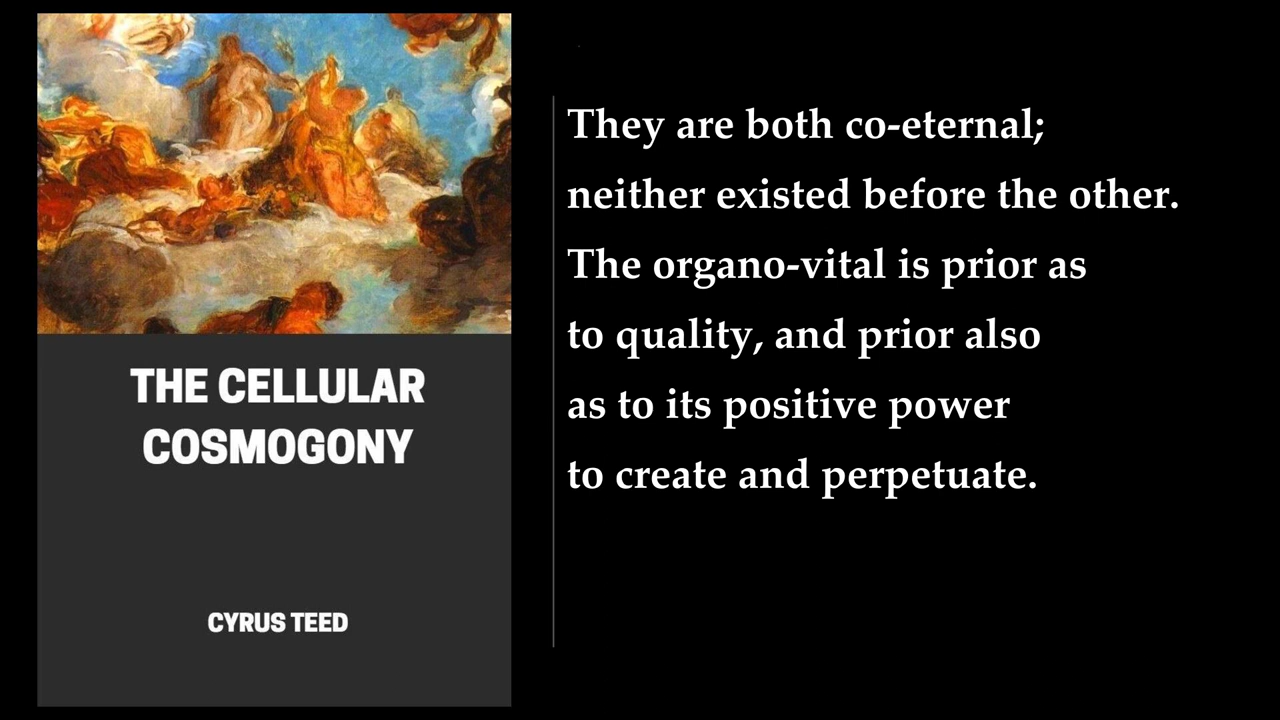 THE CELLULAR
COSMOGONY
CYRUS TEED
They are both co-eternal;
neither existed before the other.
The organo-vital is prior as
to quality, and prior also
as to its positive power
to create and perpetuate.